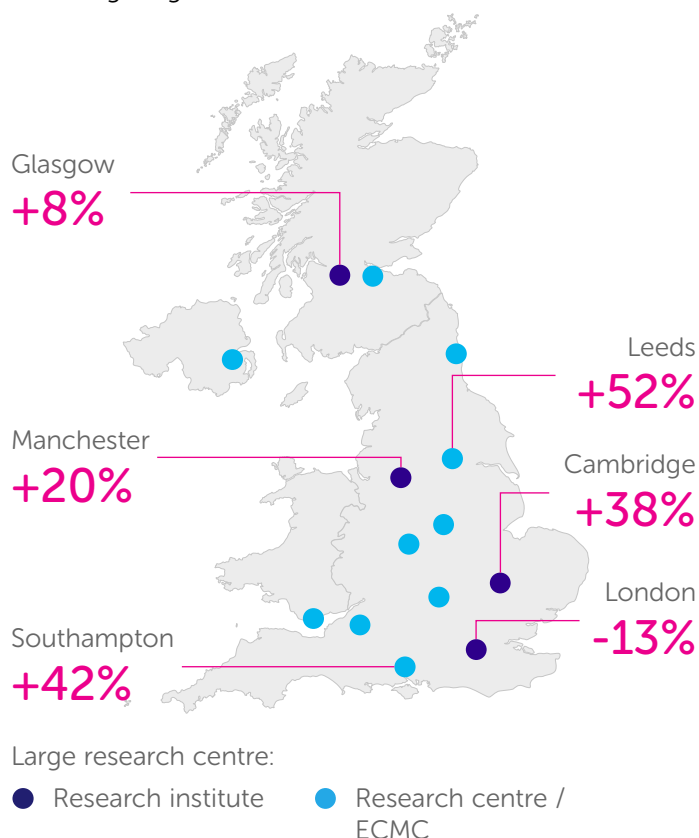 Glasgow
+8%
Leeds
+52%
Manchester
+20%
Cambridge
+38%
London
-13%
Southampton
+42%
Large research centre:
Research institute
Research centre /
ECMC